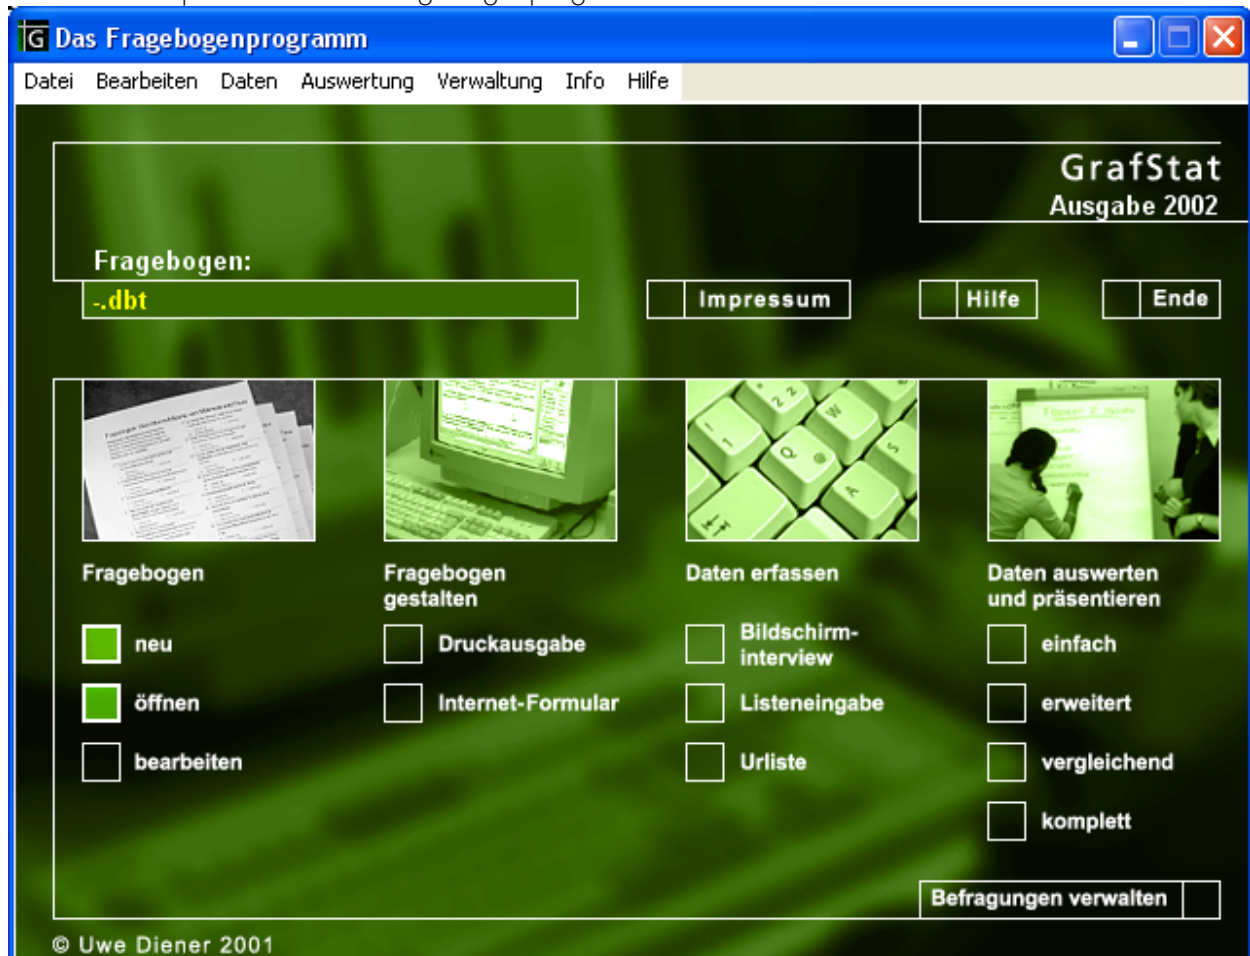 Das Fragebogenprogramm
Datei Bearbeiten Daten Auswertung Verwaltung Info Hilfe
GrafStat
Ausgabe 2002
Fragebogen:
-.dbt
Impressum
Hilfe
Ende
Fragebogen
neu
öffnen
bearbeiten
Fragebogen
gestalten
Druckausgabe
Internet-Formular
Daten erfassen
Bildschirm-
interview
Listeneingabe
Urliste
Daten auswerten
und präsentieren
einfach
erweitert
vergleichend
komplett
Befragungen verwalten
© Uwe Diener 2001